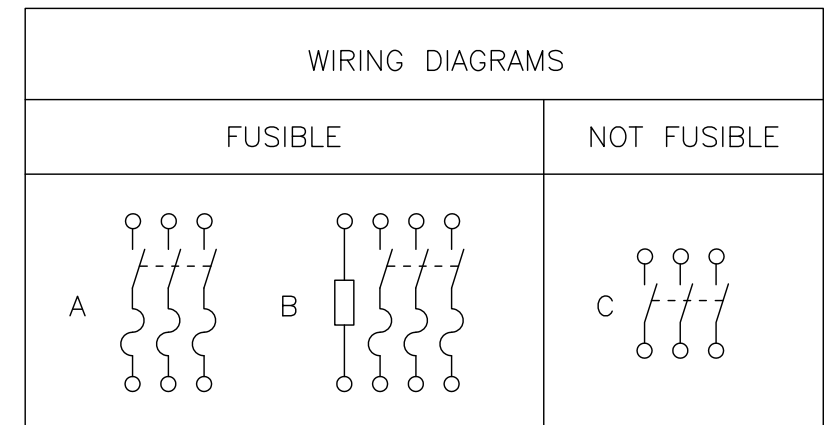 WIRING DIAGRAMS
FUSIBLE
NOT FUSIBLE
A
B
C